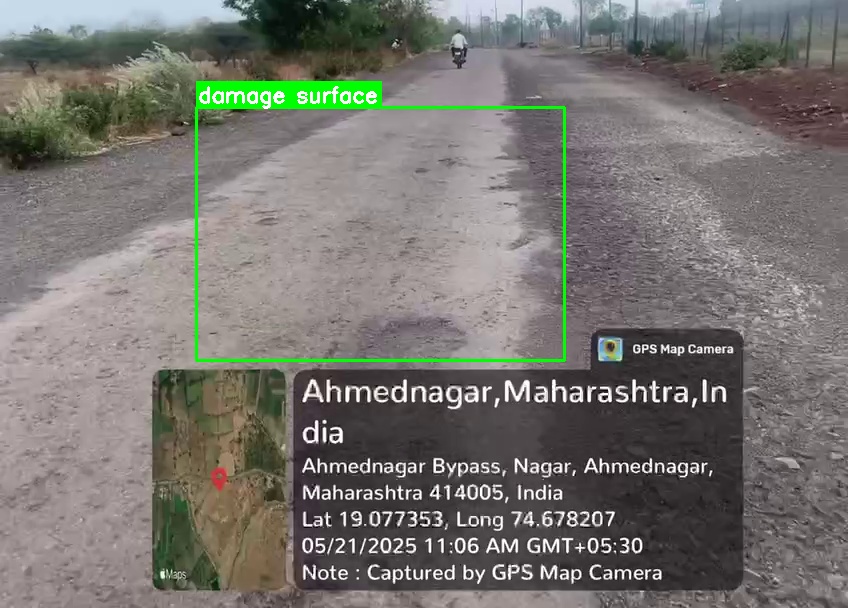 damage surface
GPS Map Camera
Ahmednagar,Maharashtra,In
dia
Ahmednagar Bypass, Nagar, Ahmednagar,
Maharashtra 414005, India
Lat 19.077353, Long 74.678207
05/21/2025 11:06 AM GMT+05:30
Note : Captured by GPS Map Camera
Maps